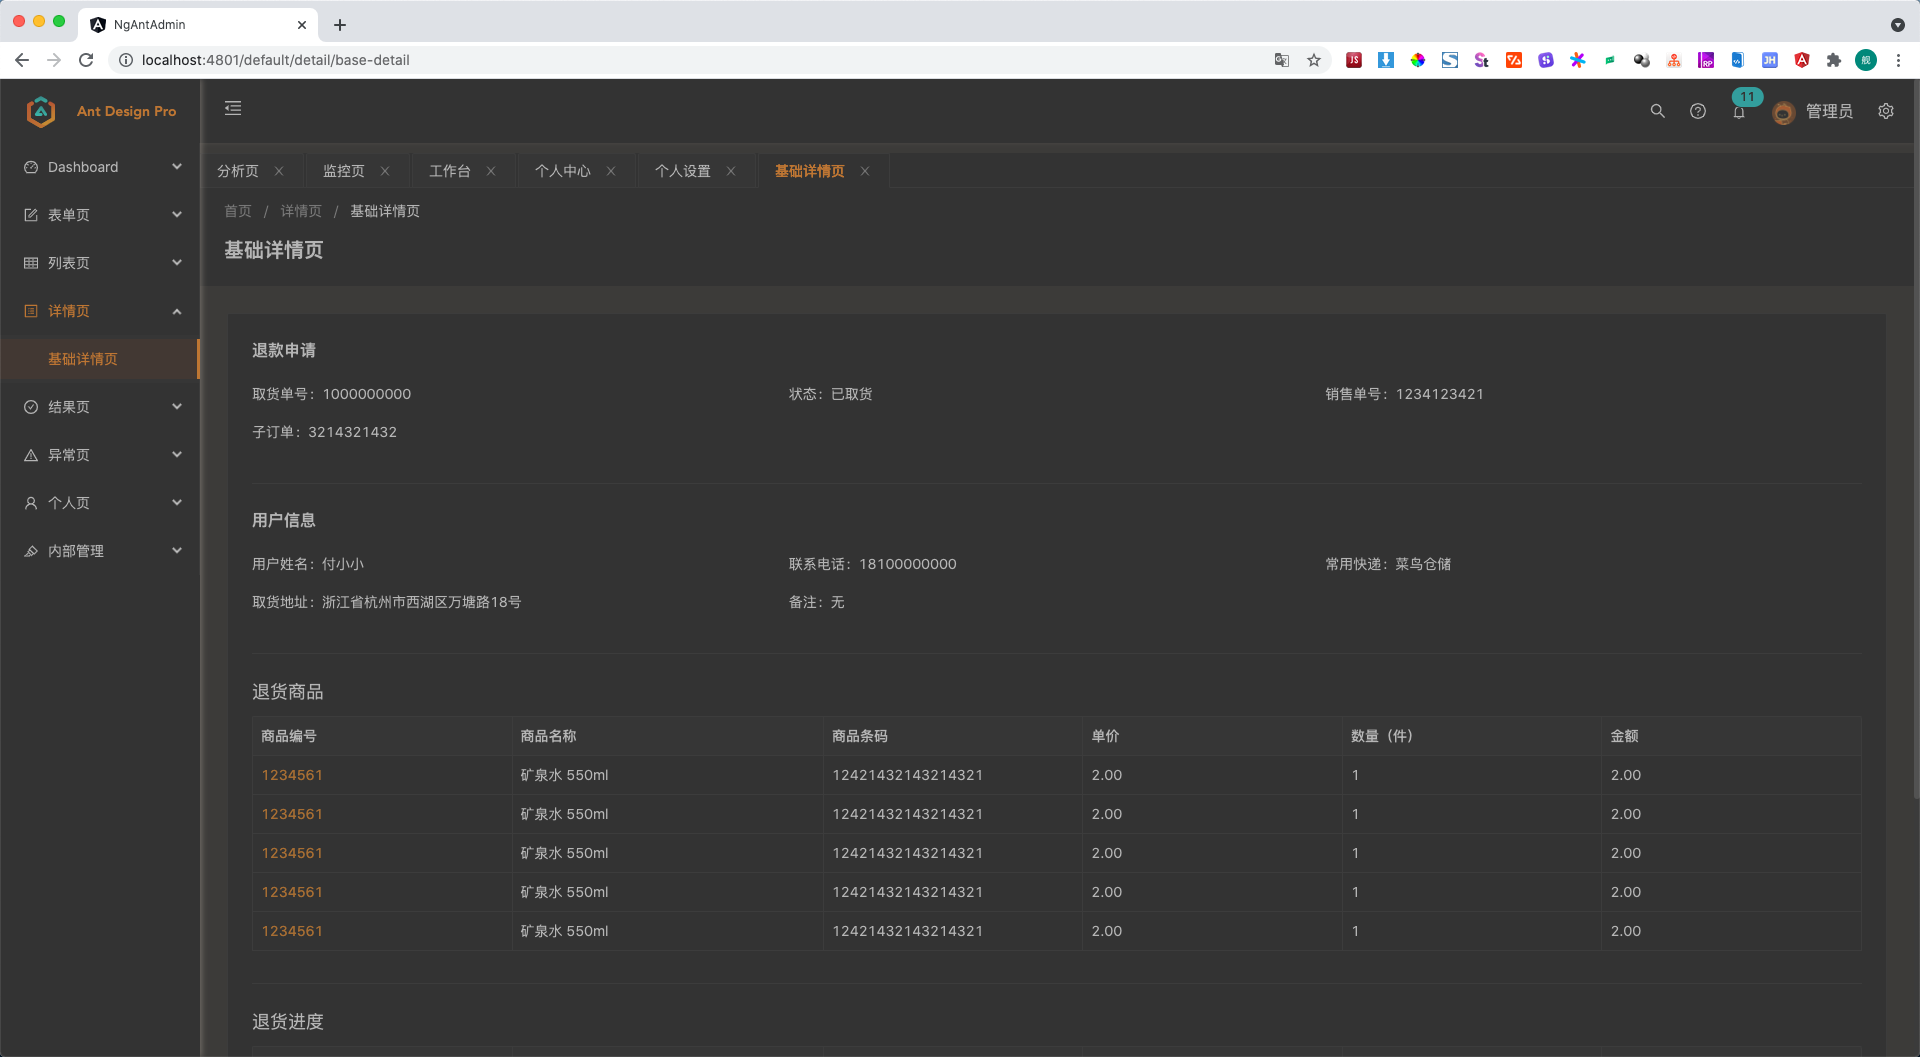 NgAntAdmin
localhost:4801/default/detail/base-detail
Ant Design Pro
11
管理员
Dashboard
表单页
列表页
详情页
基础详情页
结果页
异常页
个人页
内部管理
分析页 监控页 工作台 个人中心 个人设置 基础详情页
首页 / 详情页 / 基础详情页
基础详情页
退款申请
取货单号：1000000000 状态：已取货 销售单号：1234123421
子订单：3214321432
用户信息
用户姓名：付小小 联系电话：18100000000 常用快递：菜鸟仓储
取货地址：浙江省杭州市西湖区万塘路18号 备注：无
退货商品
商品编号 商品名称 商品条码 单价 数量（件） 金额
1234561 矿泉水 550ml 12421432143214321 2.00 1 2.00
1234561 矿泉水 550ml 12421432143214321 2.00 1 2.00
1234561 矿泉水 550ml 12421432143214321 2.00 1 2.00
1234561 矿泉水 550ml 12421432143214321 2.00 1 2.00
1234561 矿泉水 550ml 12421432143214321 2.00 1 2.00
退货进度